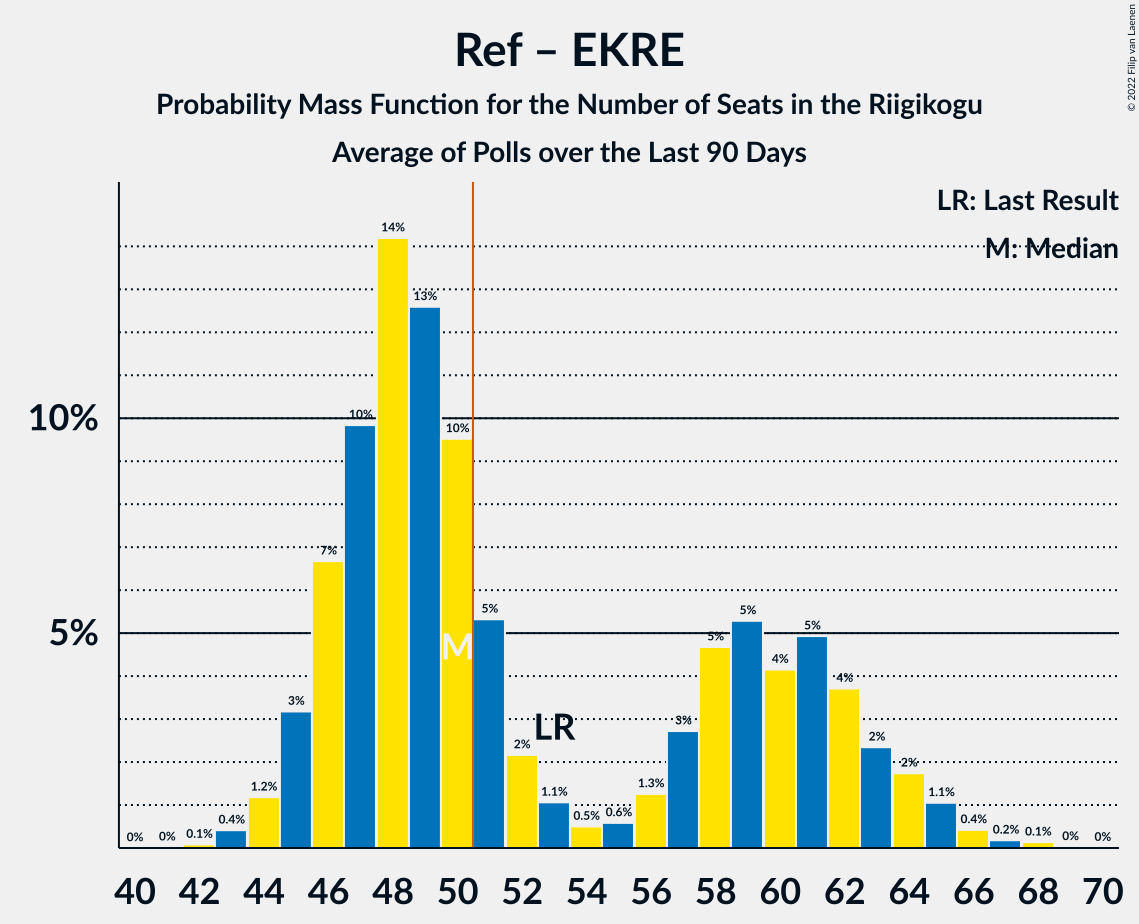 Ref – EKRE
Probability Mass Function for the Number of Seats in the Riigikogu
Average of Polls over the Last 90 Days
© 2022 Filip van Laenen
LR: Last Result
M: Median
10%
5%
0% 0% 0.1% 0.4% 1.2% 3% 7% 10% 14% 13% 10% 5% 2% 1.1% 0.5% 0.6% 1.3% 3% 5% 5% 4% 5% 4% 2% 2% 1.1% 0.4% 0.2% 0.1% 0% 0%
M
LR
40 42 44 46 48 50 52 54 56 58 60 62 64 66 68 70